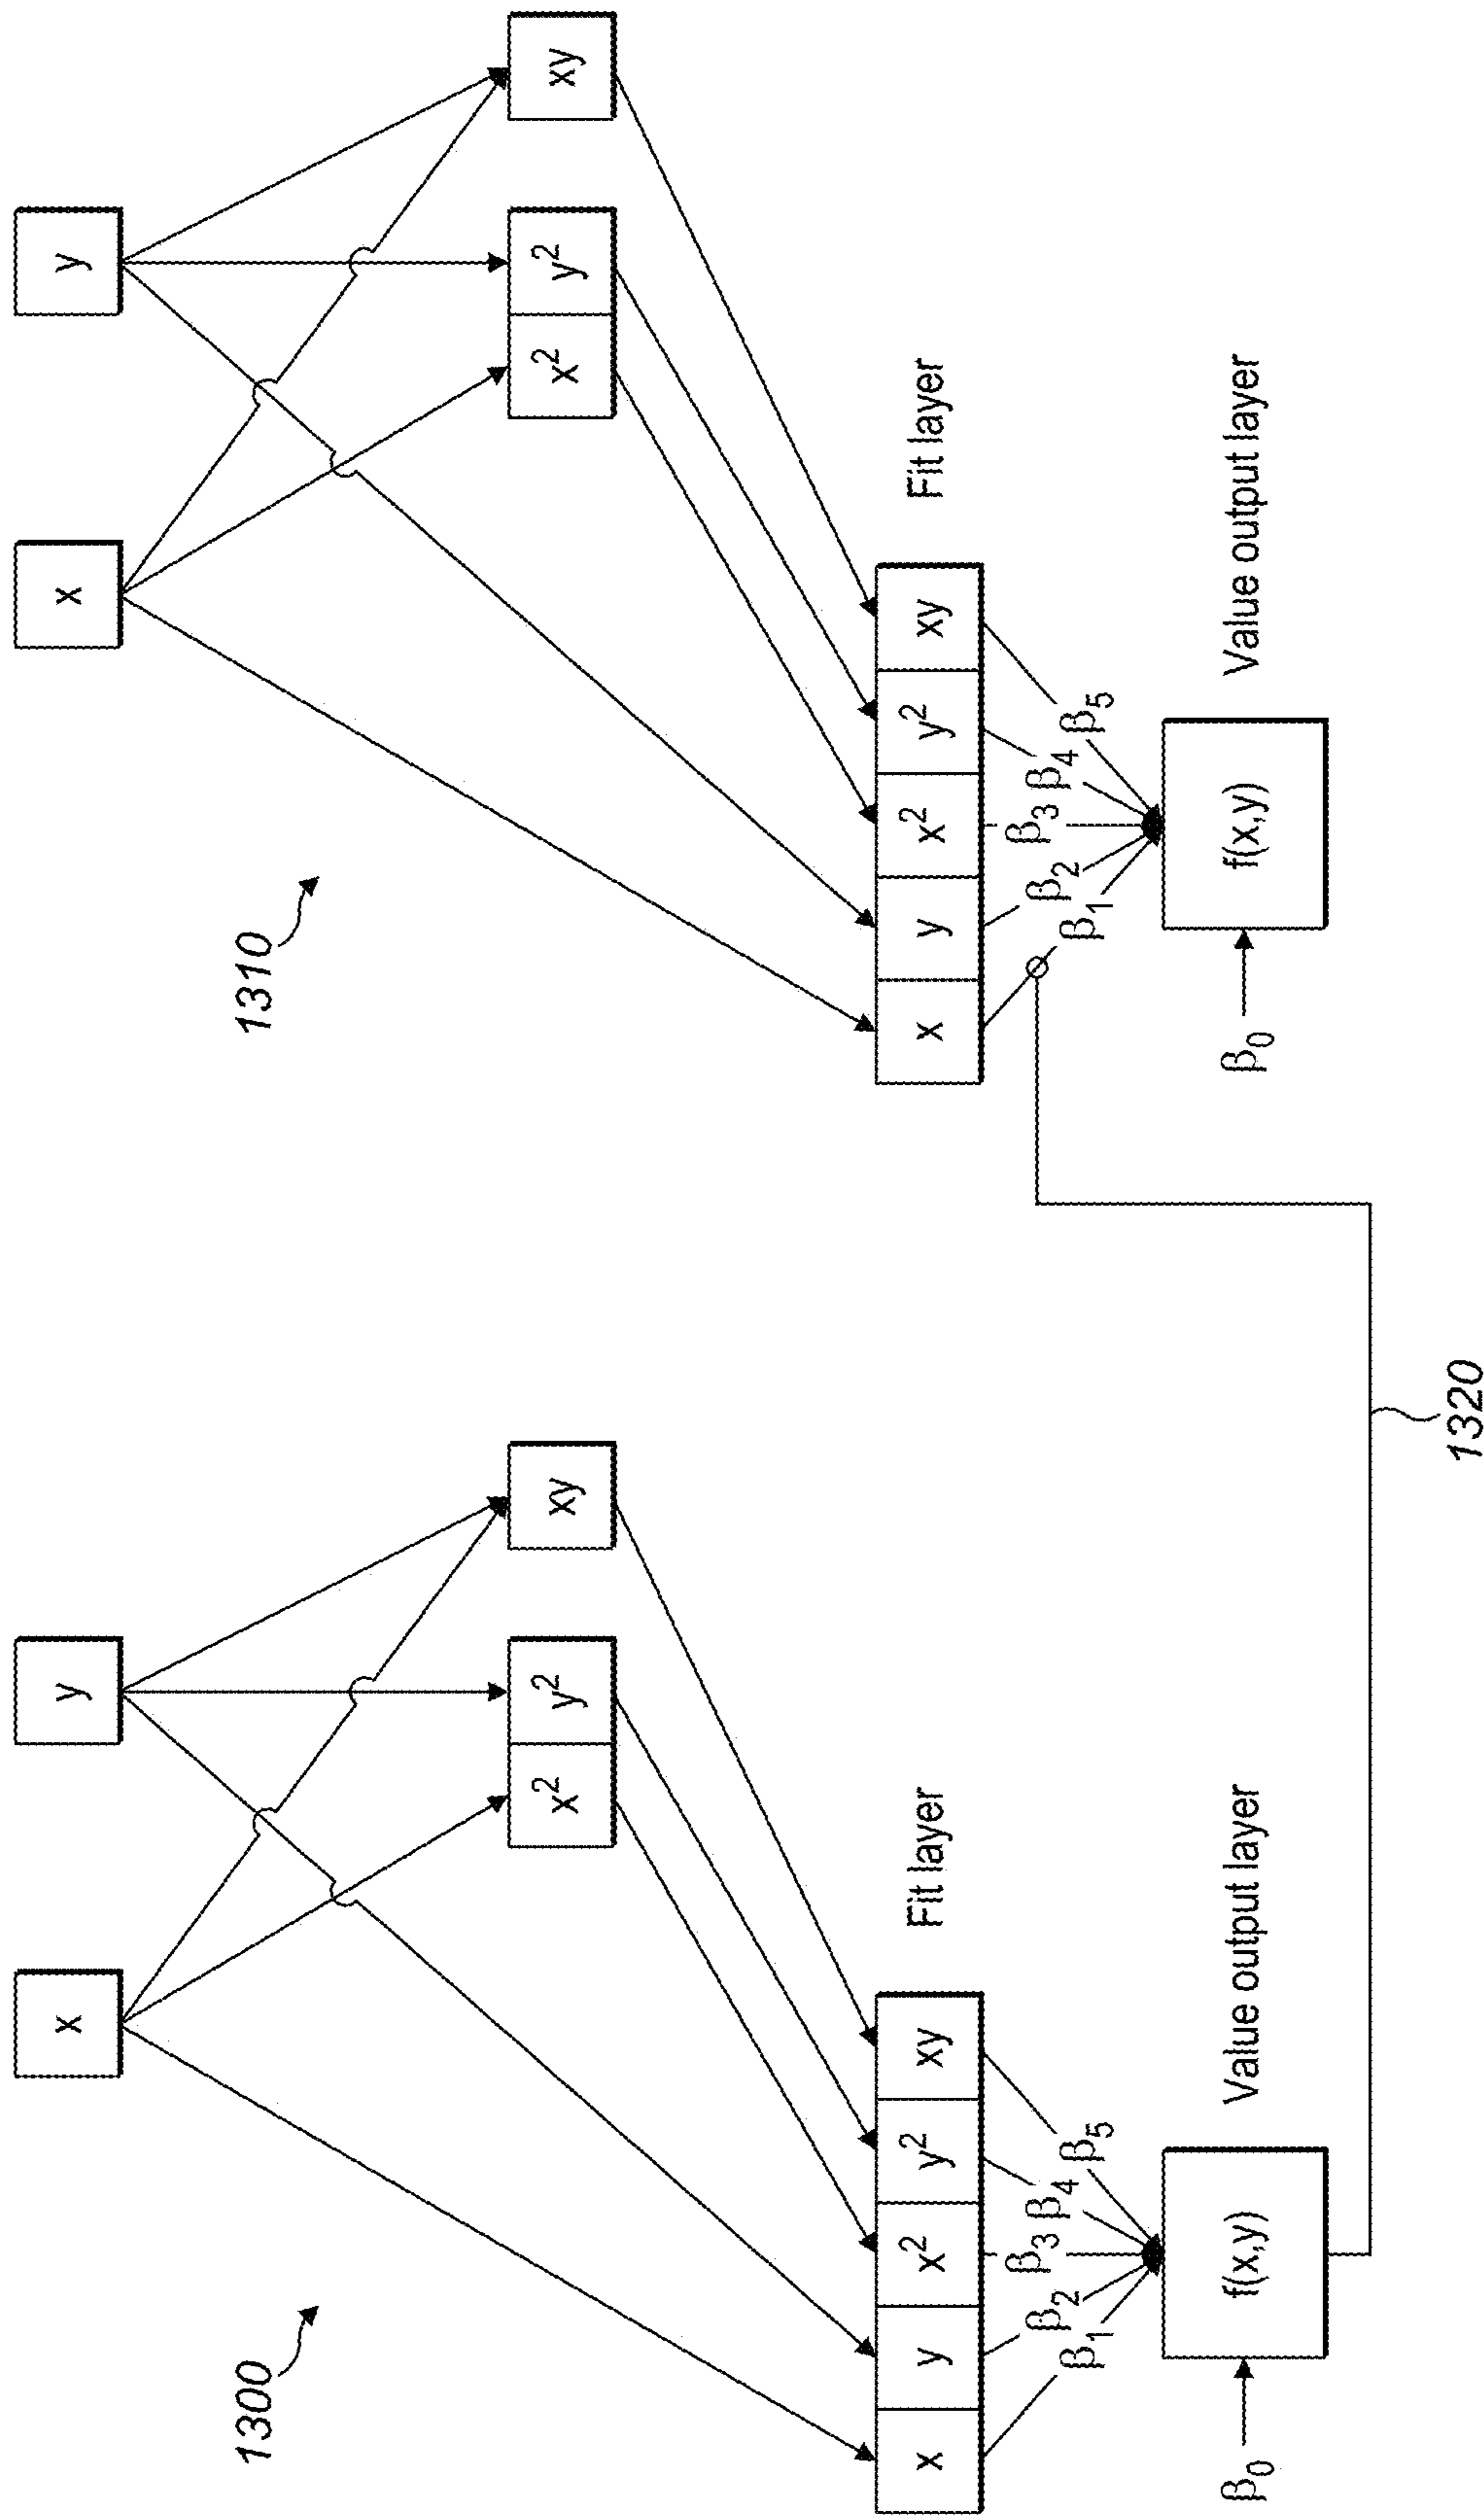 1300
x
y
x²
y²
xy
x
y
x²
y²
xy
Fit layer
β₁
β₂
β₃
β₄
β₅
β₀
f(x,y)
Value output layer
1310
x
y
x²
y²
xy
x
y
x²
y²
xy
Fit layer
β₁
β₂
β₃
β₄
β₅
β₀
f(x,y)
Value output layer
1320